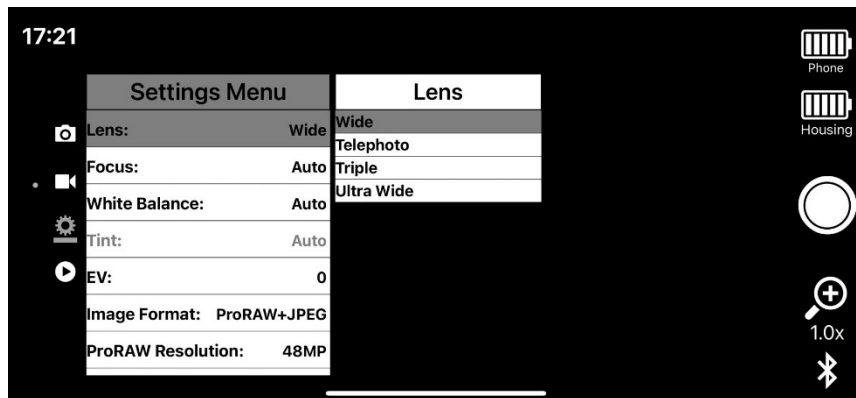 17:21
Phone
Housing
Settings Menu
Lens: Wide
Focus: Auto
White Balance: Auto
Tint: Auto
EV: 0
Image Format: ProRAW+JPEG
ProRAW Resolution: 48MP
Lens
Wide
Telephoto
Triple
Ultra Wide
1.0x